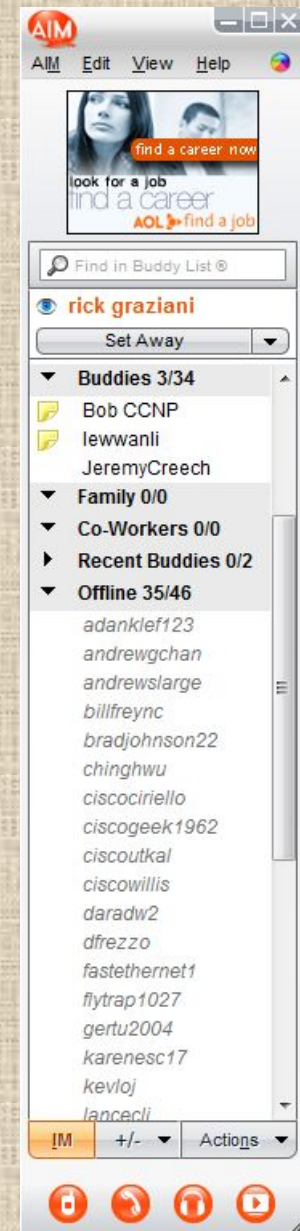 AIM
AIM Edit View Help
find a career now
look for a job
find a career
AOL find a job
Find in Buddy List ®
rick graziani
Set Away
Buddies 3/34
Bob CCNP
lewwanli
JeremyCreech
Family 0/0
Co-Workers 0/0
Recent Buddies 0/2
Offline 35/46
adanklef123
andrewgchan
andrewslarge
billfreync
bradjohnson22
chinghwu
ciscociriello
ciscogeek1962
ciscoutkal
ciscowillis
daradw2
dfrezzo
fastethernet1
flytrap1027
gertu2004
karenesc17
kevloj
lancecli
IM +/- Actions